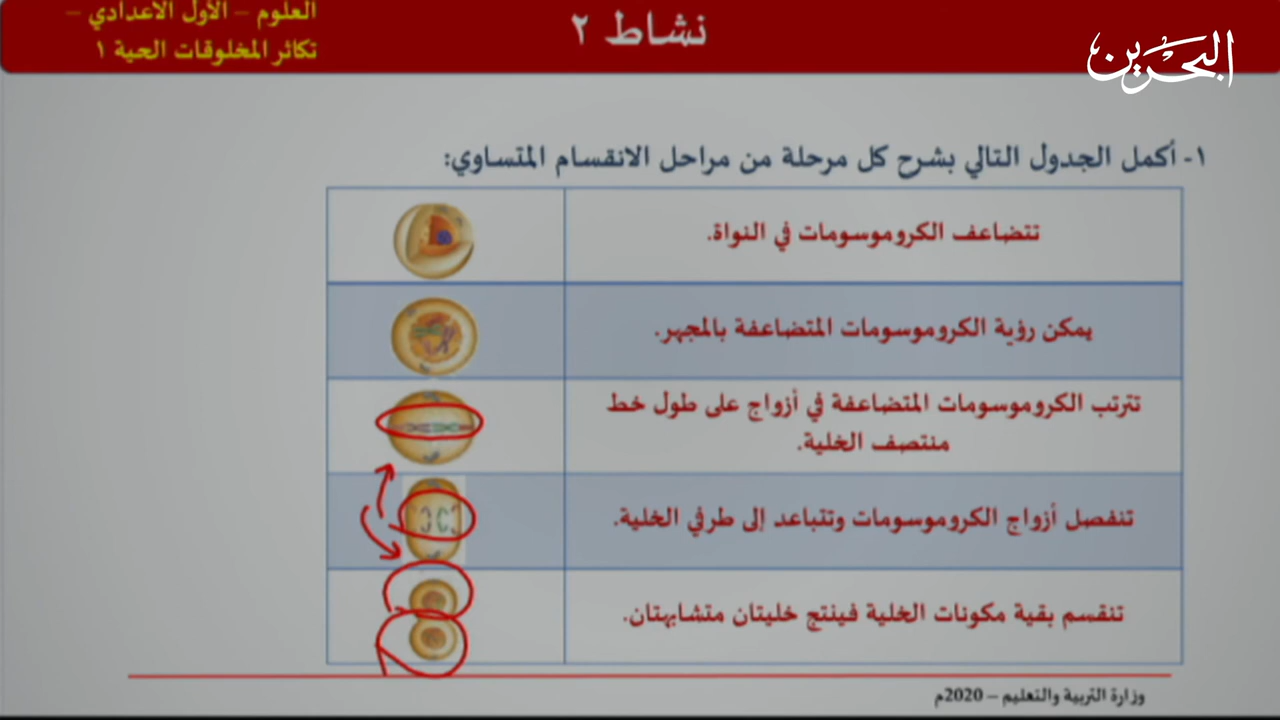 العلوم – الأول الاعدادي –
تكاثر المخلوقات الحية ١
نشاط ٢
البحرين
١- أكمل الجدول التالي بشرح كل مرحلة من مراحل الانقسام المتساوي:
تتضاعف الكروموسومات في النواة.
يمكن رؤية الكروموسومات المتضاعفة بالمجهر.
تترتب الكروموسومات المتضاعفة في أزواج على طول خط
منتصف الخلية.
تنفصل أزواج الكروموسومات وتتباعد إلى طرفي الخلية.
تنقسم بقية مكونات الخلية فينتج خليتان متشابهتان.
وزارة التربية والتعليم – 2020م